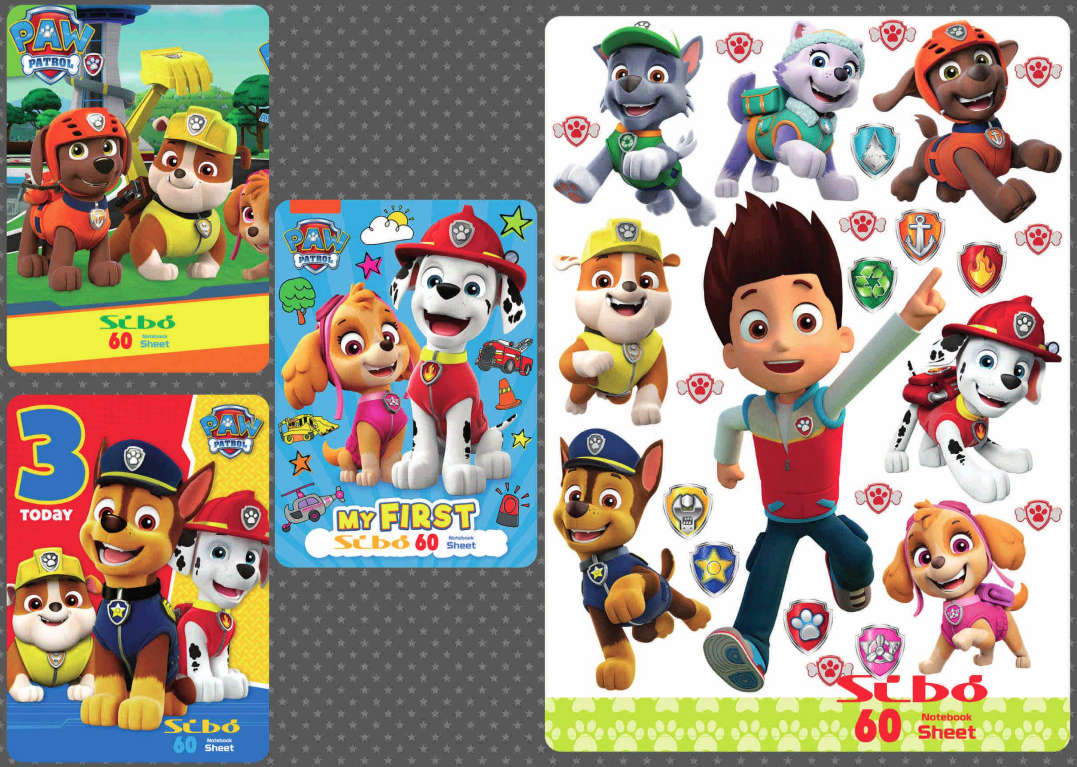 PAW
PATROL
Sibó
60 Notebook
Sheet
3
TODAY
PAW
PATROL
Sibó
60 Notebook
Sheet
PAW
PATROL
MY FIRST
Sibó 60 Notebook
Sheet
Sibó
60 Notebook
Sheet